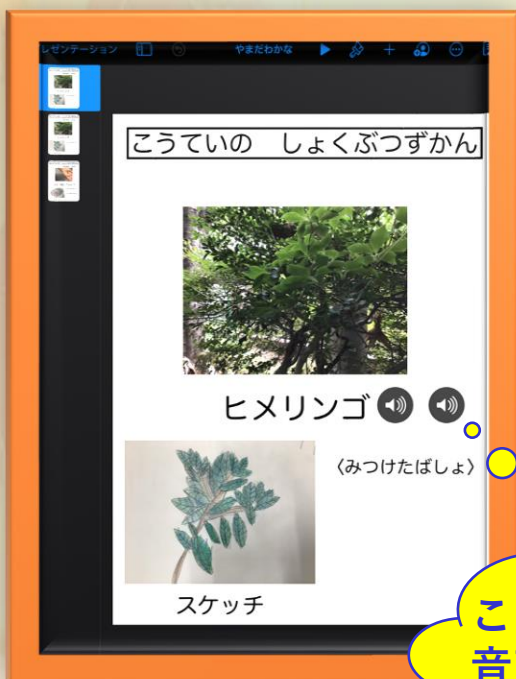 レゼンテーション
やまだわかな
こうていの しょくぶつずかん
ヒメリンゴ
〈みつけたばしょ〉
スケッチ
こ
音